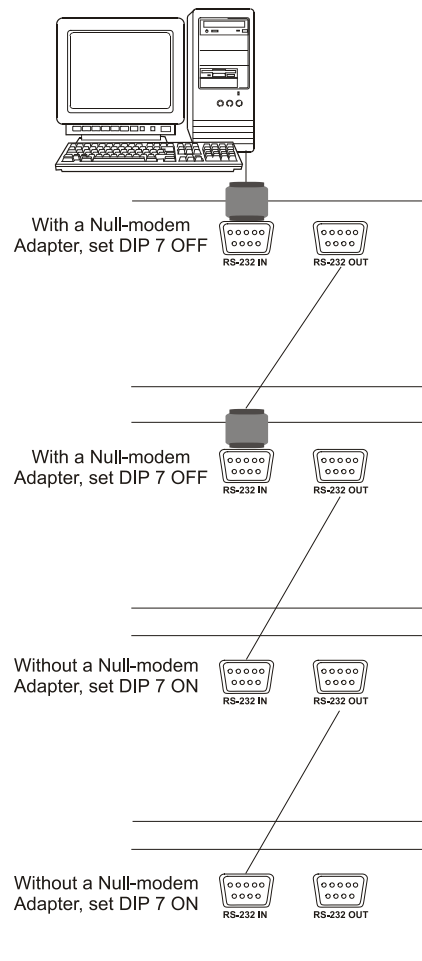 With a Null-modem
Adapter, set DIP 7 OFF
RS-232 IN
RS-232 OUT
With a Null-modem
Adapter, set DIP 7 OFF
RS-232 IN
RS-232 OUT
Without a Null-modem
Adapter, set DIP 7 ON
RS-232 IN
RS-232 OUT
Without a Null-modem
Adapter, set DIP 7 ON
RS-232 IN
RS-232 OUT